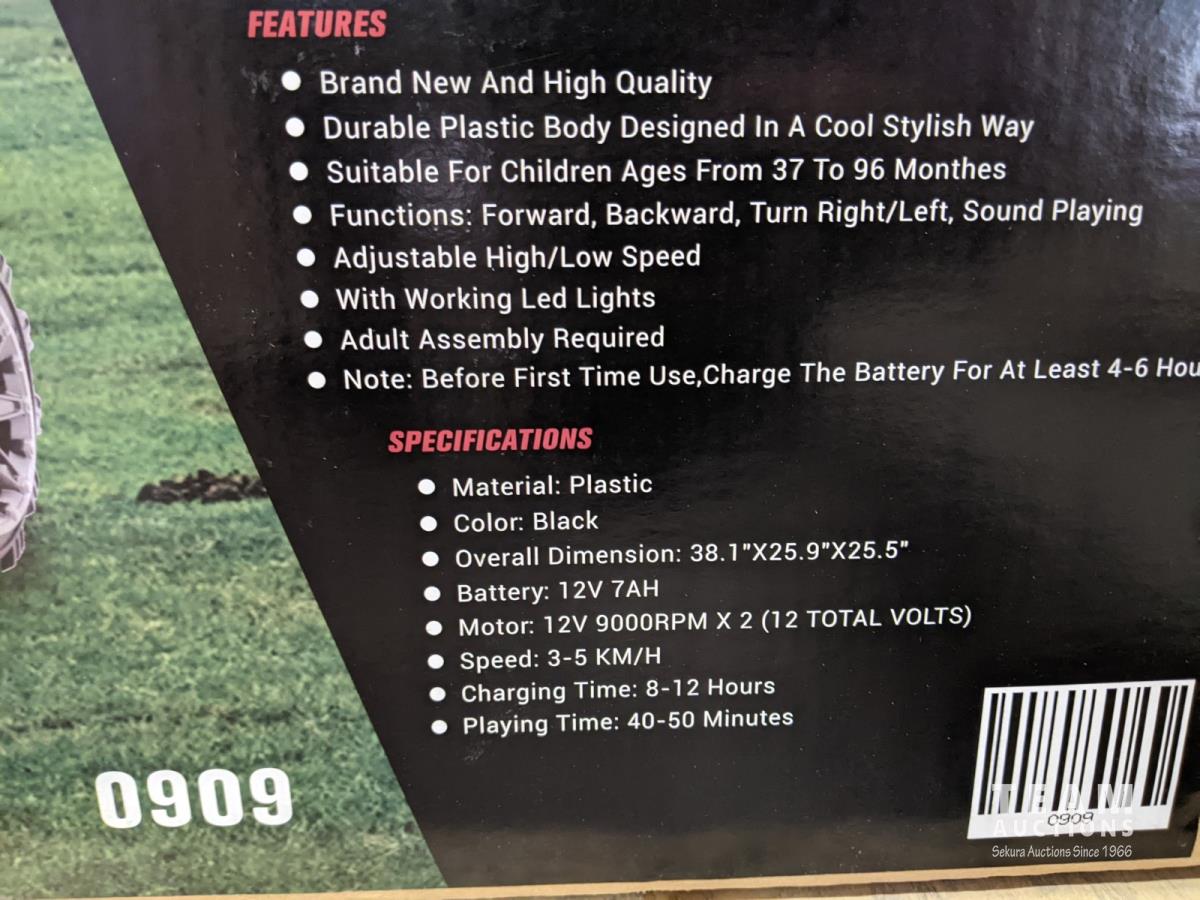 FEATURES
● Brand New And High Quality
● Durable Plastic Body Designed In A Cool Stylish Way
● Suitable For Children Ages From 37 To 96 Monthes
● Functions: Forward, Backward, Turn Right/Left, Sound Playing
● Adjustable High/Low Speed
● With Working Led Lights
● Adult Assembly Required
● Note: Before First Time Use,Charge The Battery For At Least 4-6 Hou
SPECIFICATIONS
● Material: Plastic
● Color: Black
● Overall Dimension: 38.1"X25.9"X25.5"
● Battery: 12V 7AH
● Motor: 12V 9000RPM X 2 (12 TOTAL VOLTS)
● Speed: 3-5 KM/H
● Charging Time: 8-12 Hours
● Playing Time: 40-50 Minutes
0909
0909
TEAM
AUCTIONS
Sekura Auctions Since 1966